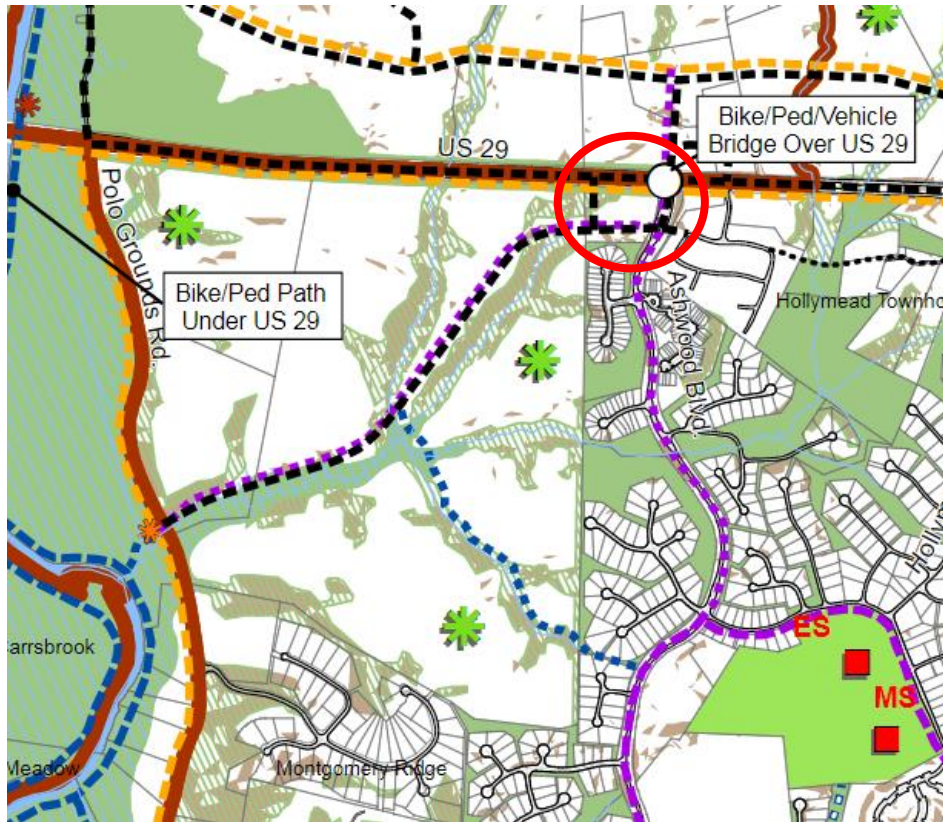 US 29
Bike/Ped/Vehicle
Bridge Over US 29
Polo Grounds Rd.
Bike/Ped Path
Under US 29
Ashwood Blvd.
Hollymead Townho
Hollyw
ES
MS
arrsbrook
Meadow
Montgomery Ridge